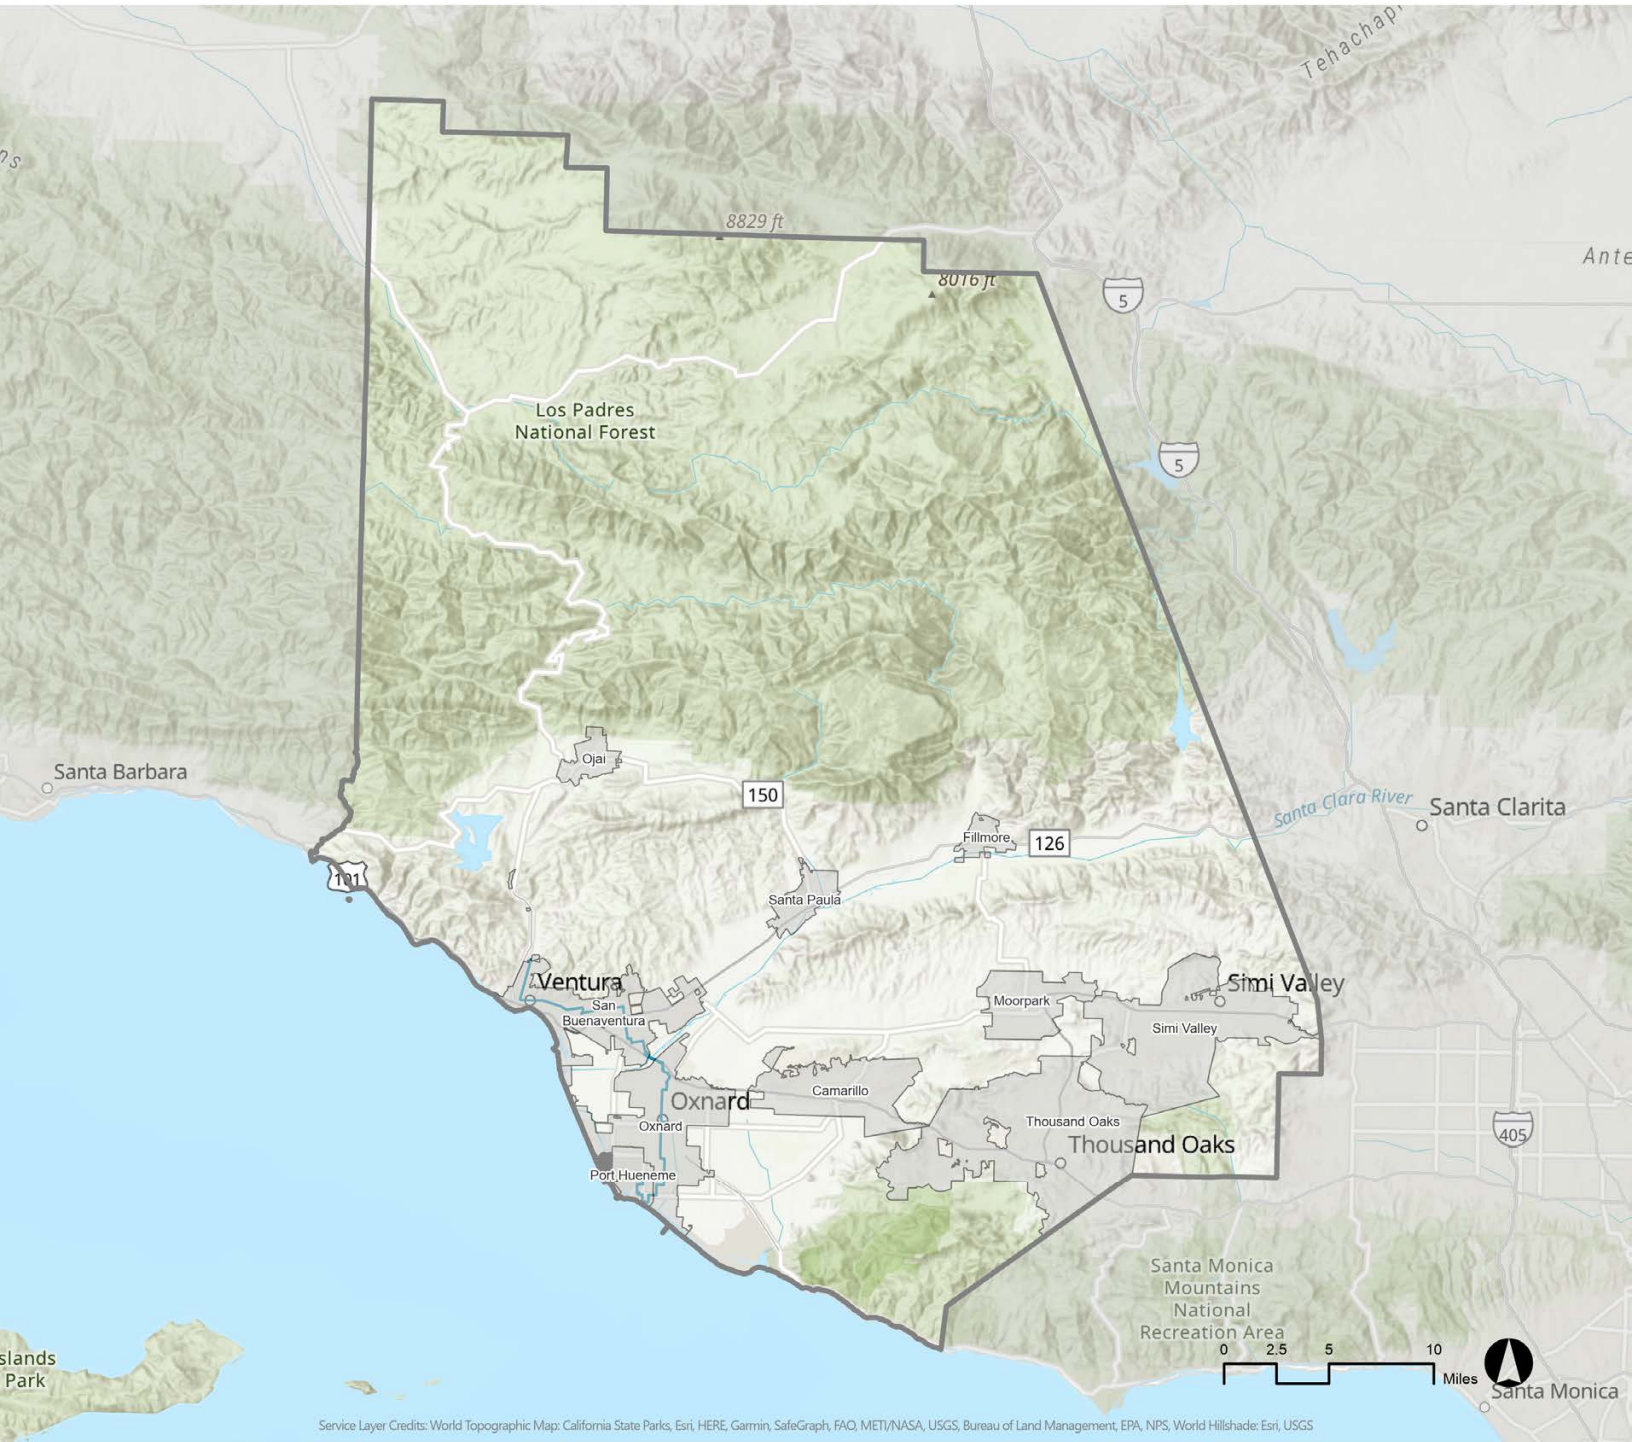 Tehachapi
ns
8829 ft
Ante
8016 ft
5
Los Padres
National Forest
5
Santa Barbara
Ojai
150
Santa Clara River
Santa Clarita
Fillmore
126
101
Santa Paula
Ventura
San
Buenaventura
Simi Valley
Moorpark
Simi Valley
Camarillo
Oxnard
Oxnard
Thousand Oaks
Thousand Oaks
405
Port Hueneme
Santa Monica
Mountains
National
Recreation Area
slands
Park
0 2.5 5 10
Miles
Santa Monica
Service Layer Credits: World Topographic Map: California State Parks, Esri, HERE, Garmin, SafeGraph, FAO, METI/NASA, USGS, Bureau of Land Management, EPA, NPS, World Hillshade: Esri, USGS